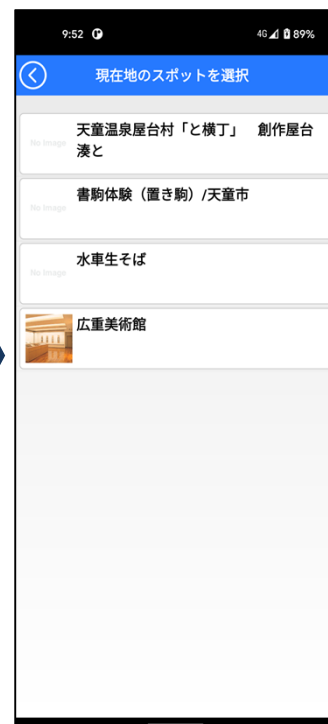 9:52 4G 89%
現在地のスポットを選択
No Image
天童温泉屋台村「と横丁」　創作屋台
湊と
No Image
書駒体験（置き駒）/天童市
No Image
水車生そば
広重美術館